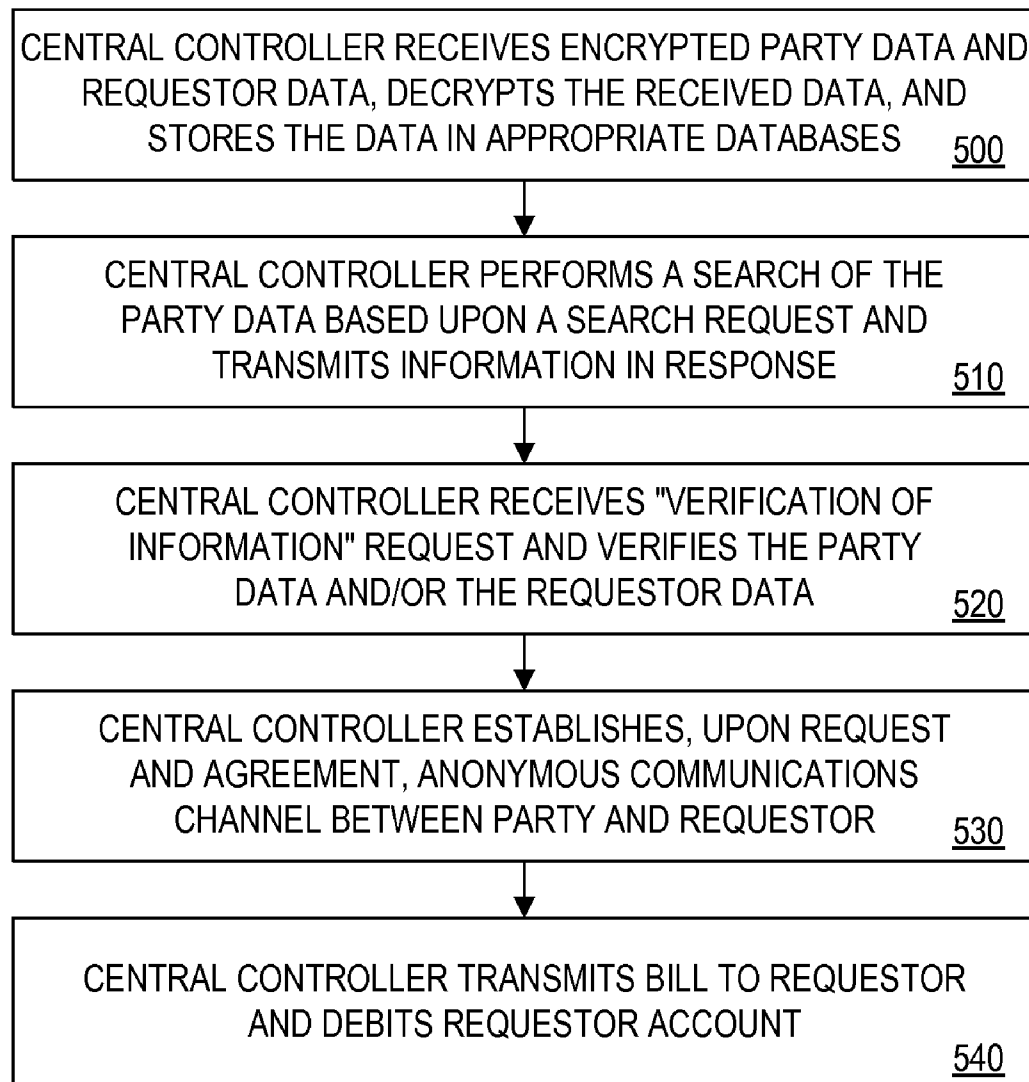 CENTRAL CONTROLLER RECEIVES ENCRYPTED PARTY DATA AND
REQUESTOR DATA, DECRYPTS THE RECEIVED DATA, AND
STORES THE DATA IN APPROPRIATE DATABASES
500
CENTRAL CONTROLLER PERFORMS A SEARCH OF THE
PARTY DATA BASED UPON A SEARCH REQUEST AND
TRANSMITS INFORMATION IN RESPONSE
510
CENTRAL CONTROLLER RECEIVES "VERIFICATION OF
INFORMATION" REQUEST AND VERIFIES THE PARTY
DATA AND/OR THE REQUESTOR DATA
520
CENTRAL CONTROLLER ESTABLISHES, UPON REQUEST
AND AGREEMENT, ANONYMOUS COMMUNICATIONS
CHANNEL BETWEEN PARTY AND REQUESTOR
530
CENTRAL CONTROLLER TRANSMITS BILL TO REQUESTOR
AND DEBITS REQUESTOR ACCOUNT
540